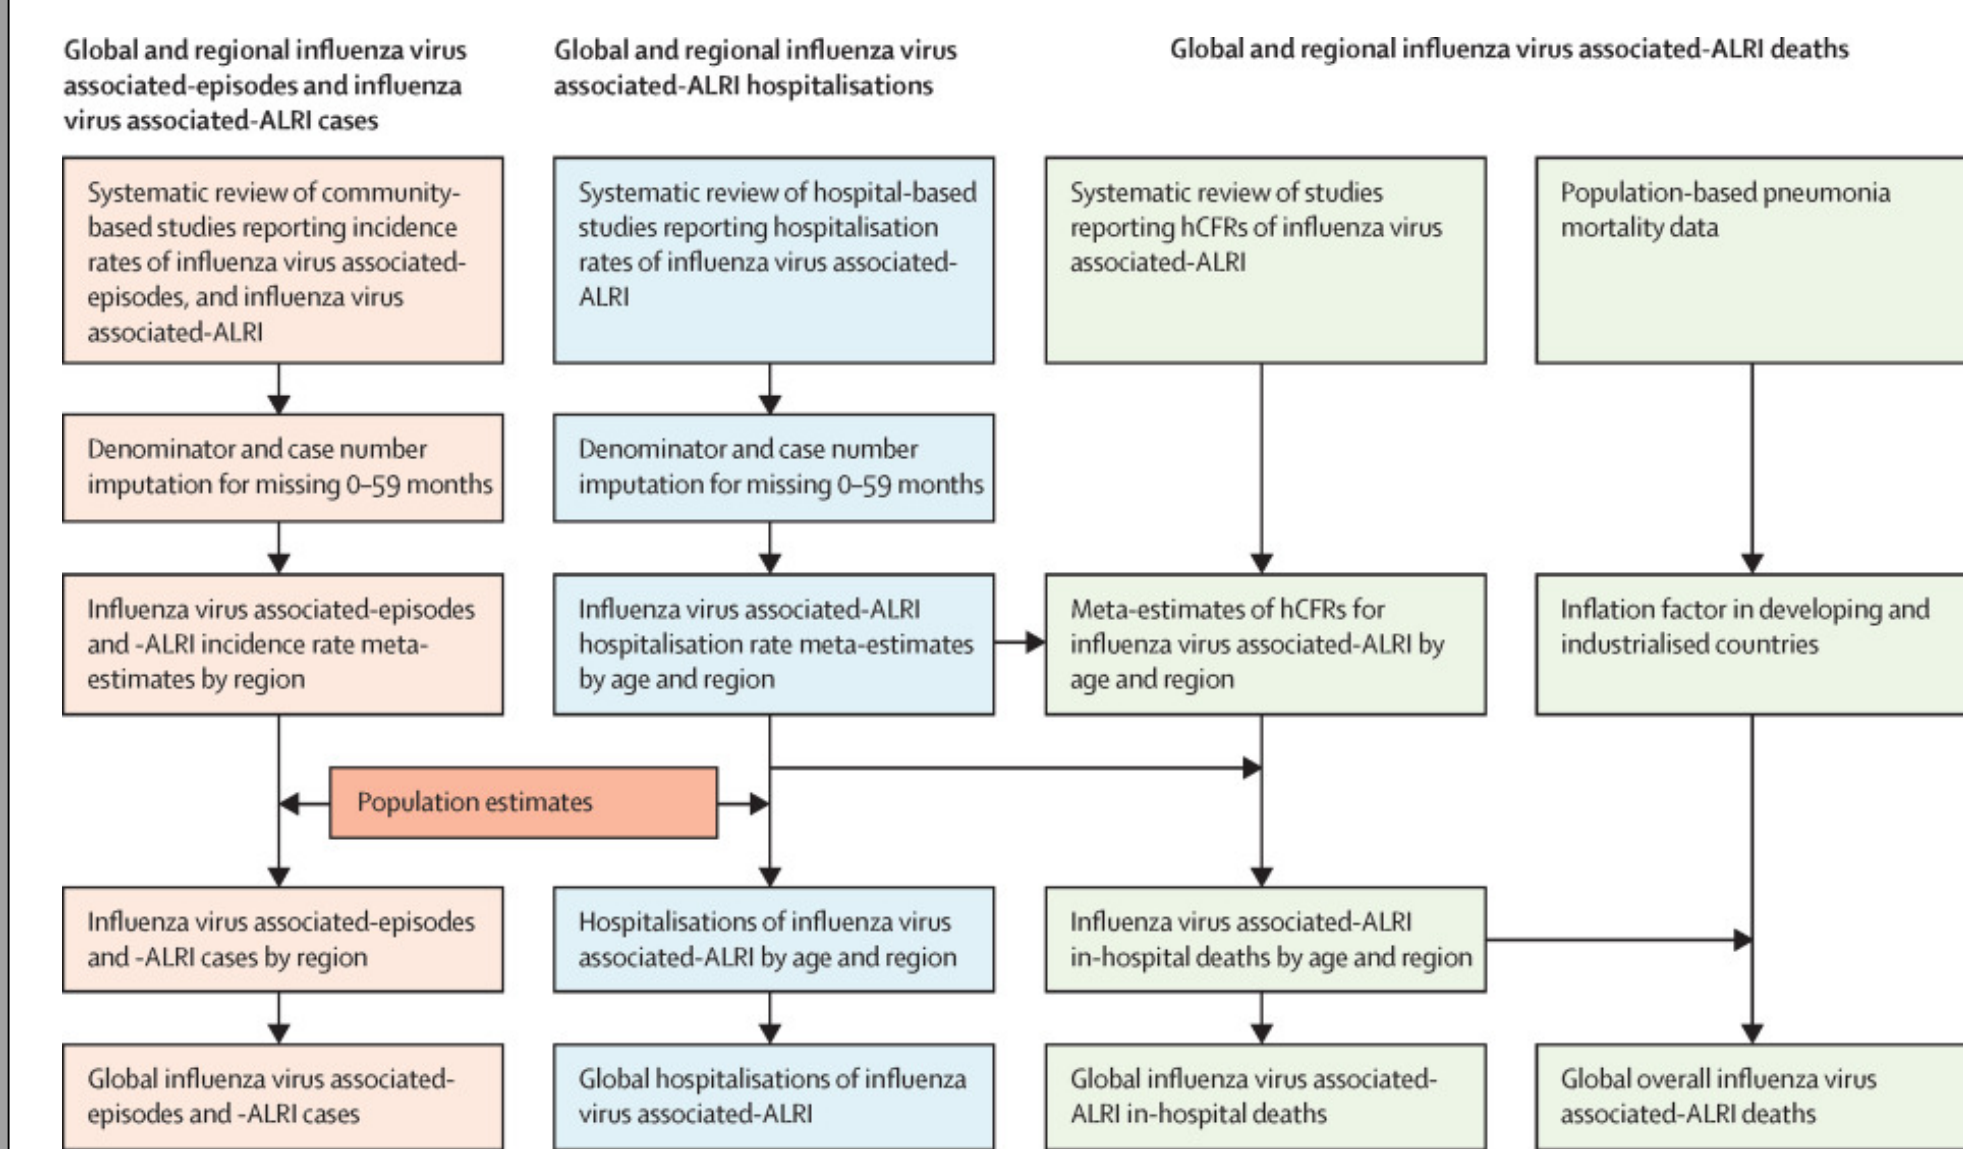 Global and regional influenza virus
associated-episodes and influenza
virus associated-ALRI cases
Global and regional influenza virus
associated-ALRI hospitalisations
Global and regional influenza virus associated-ALRI deaths
Systematic review of community-
based studies reporting incidence
rates of influenza virus associated-
episodes, and influenza virus
associated-ALRI
Systematic review of hospital-based
studies reporting hospitalisation
rates of influenza virus associated-
ALRI
Systematic review of studies
reporting hCFRs of influenza virus
associated-ALRI
Population-based pneumonia
mortality data
Denominator and case number
imputation for missing 0–59 months
Denominator and case number
imputation for missing 0–59 months
Influenza virus associated-episodes
and -ALRI incidence rate meta-
estimates by region
Influenza virus associated-ALRI
hospitalisation rate meta-estimates
by age and region
Meta-estimates of hCFRs for
influenza virus associated-ALRI by
age and region
Inflation factor in developing and
industrialised countries
Population estimates
Influenza virus associated-episodes
and -ALRI cases by region
Hospitalisations of influenza virus
associated-ALRI by age and region
Influenza virus associated-ALRI
in-hospital deaths by age and region
Global influenza virus associated-
episodes and -ALRI cases
Global hospitalisations of influenza
virus associated-ALRI
Global influenza virus associated-
ALRI in-hospital deaths
Global overall influenza virus
associated-ALRI deaths